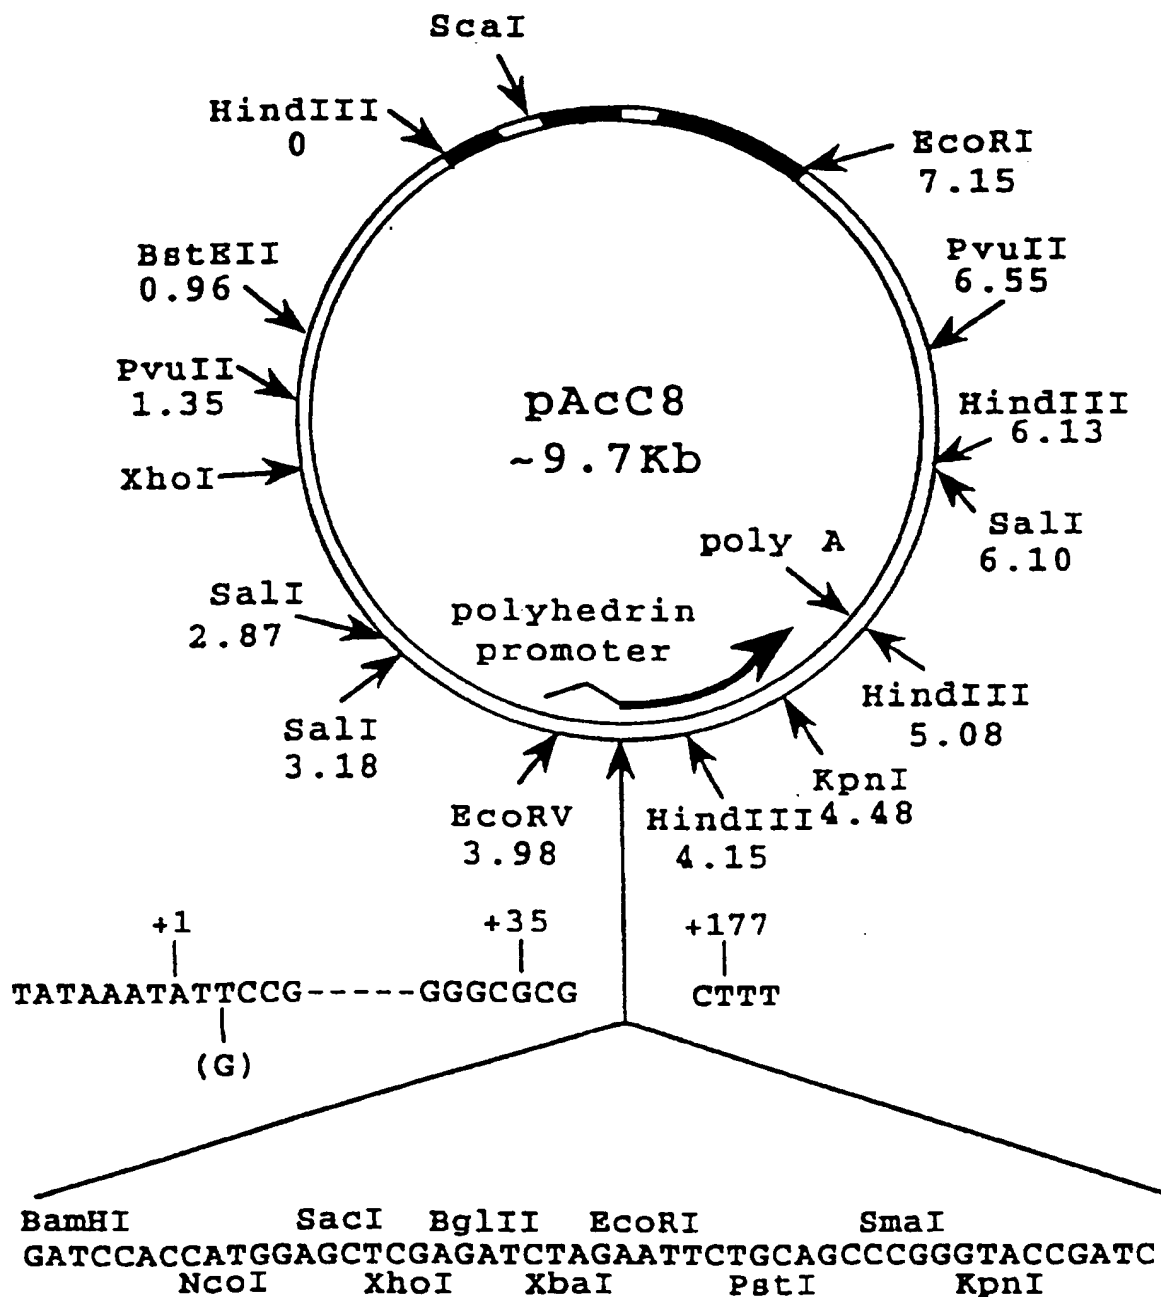 ScaI
HindIII
0
EcoRI
7.15
BstEII
0.96
PvuII
6.55
PvuII
1.35
pAcC8
~9.7Kb
HindIII
6.13
XhoI
SalI
6.10
poly A
SalI
2.87
polyhedrin
promoter
HindIII
5.08
SalI
3.18
KpnI
4.48
EcoRV
3.98
HindIII
4.15
+1
+35
+177
TATAAATATTCCG-----GGGCGCG
CTTT
(G)
BamHI
SacI
BglII
EcoRI
SmaI
GATCCACCATGGAGCTCGAGATCTAGAATTCTGCAGCCCGGGTACCGATC
NcoI
XhoI
XbaI
PstI
KpnI